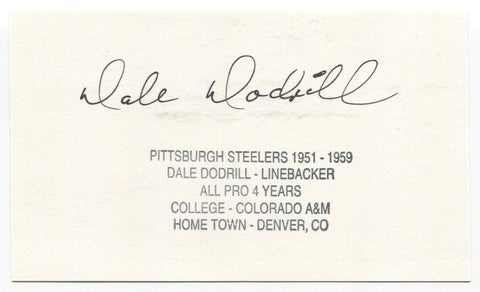 Dale Dodrill
PITTSBURGH STEELERS 1951 - 1959
DALE DODRILL - LINEBACKER
ALL PRO 4 YEARS
COLLEGE - COLORADO A&M
HOME TOWN - DENVER, CO